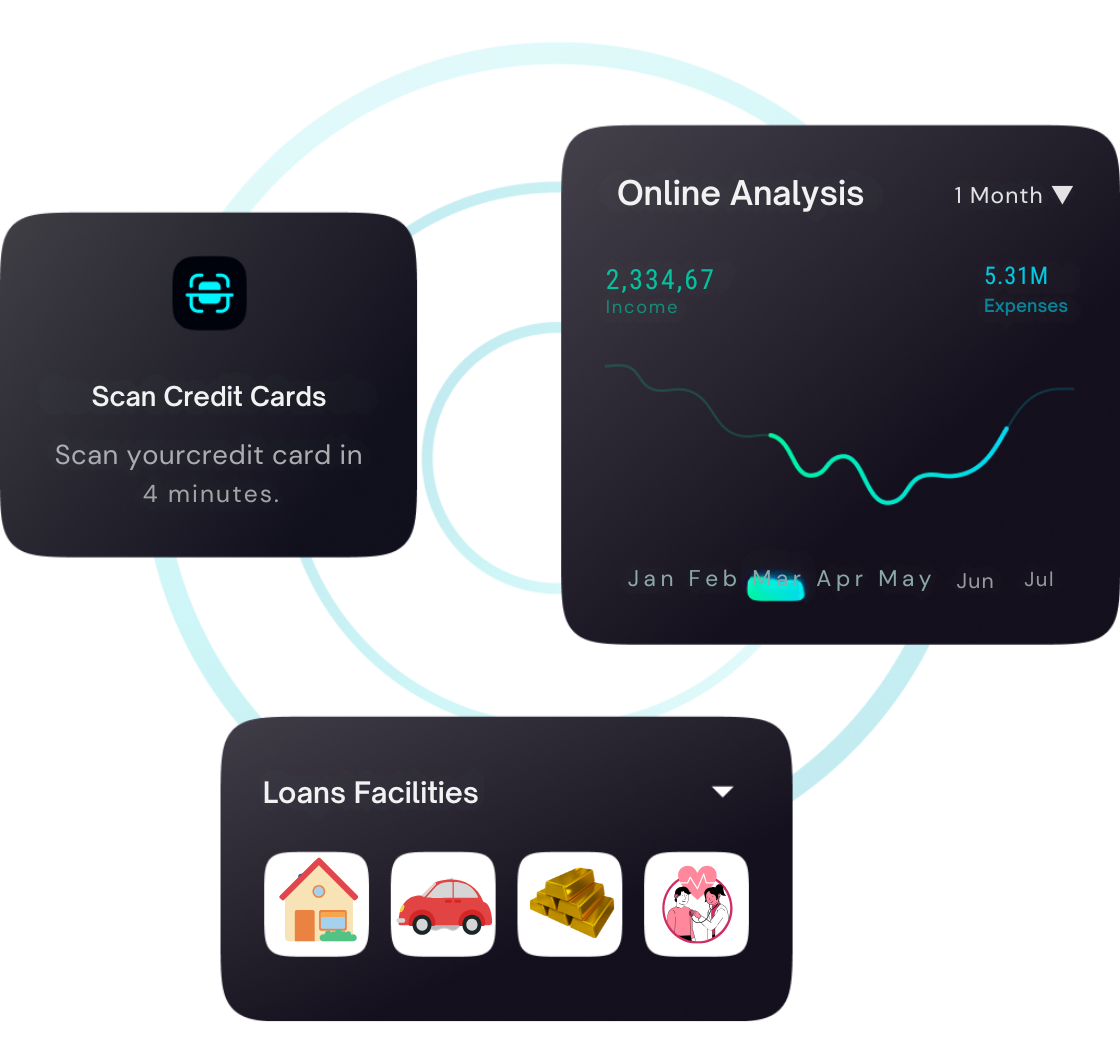 Online Analysis
1 Month
2,334,67
Income
5.31M
Expenses
Scan Credit Cards
Scan yourcredit card in
4 minutes.
Jan Feb Mar Apr May Jun Jul
Loans Facilities